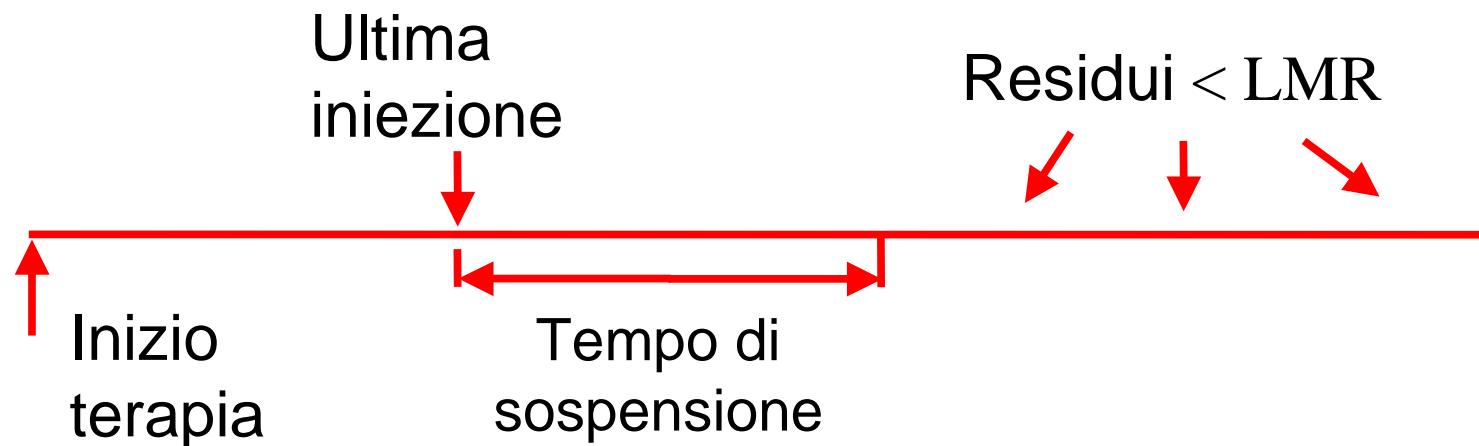 Ultima
iniezione
Residui < LMR
Inizio
terapia
Tempo di
sospensione